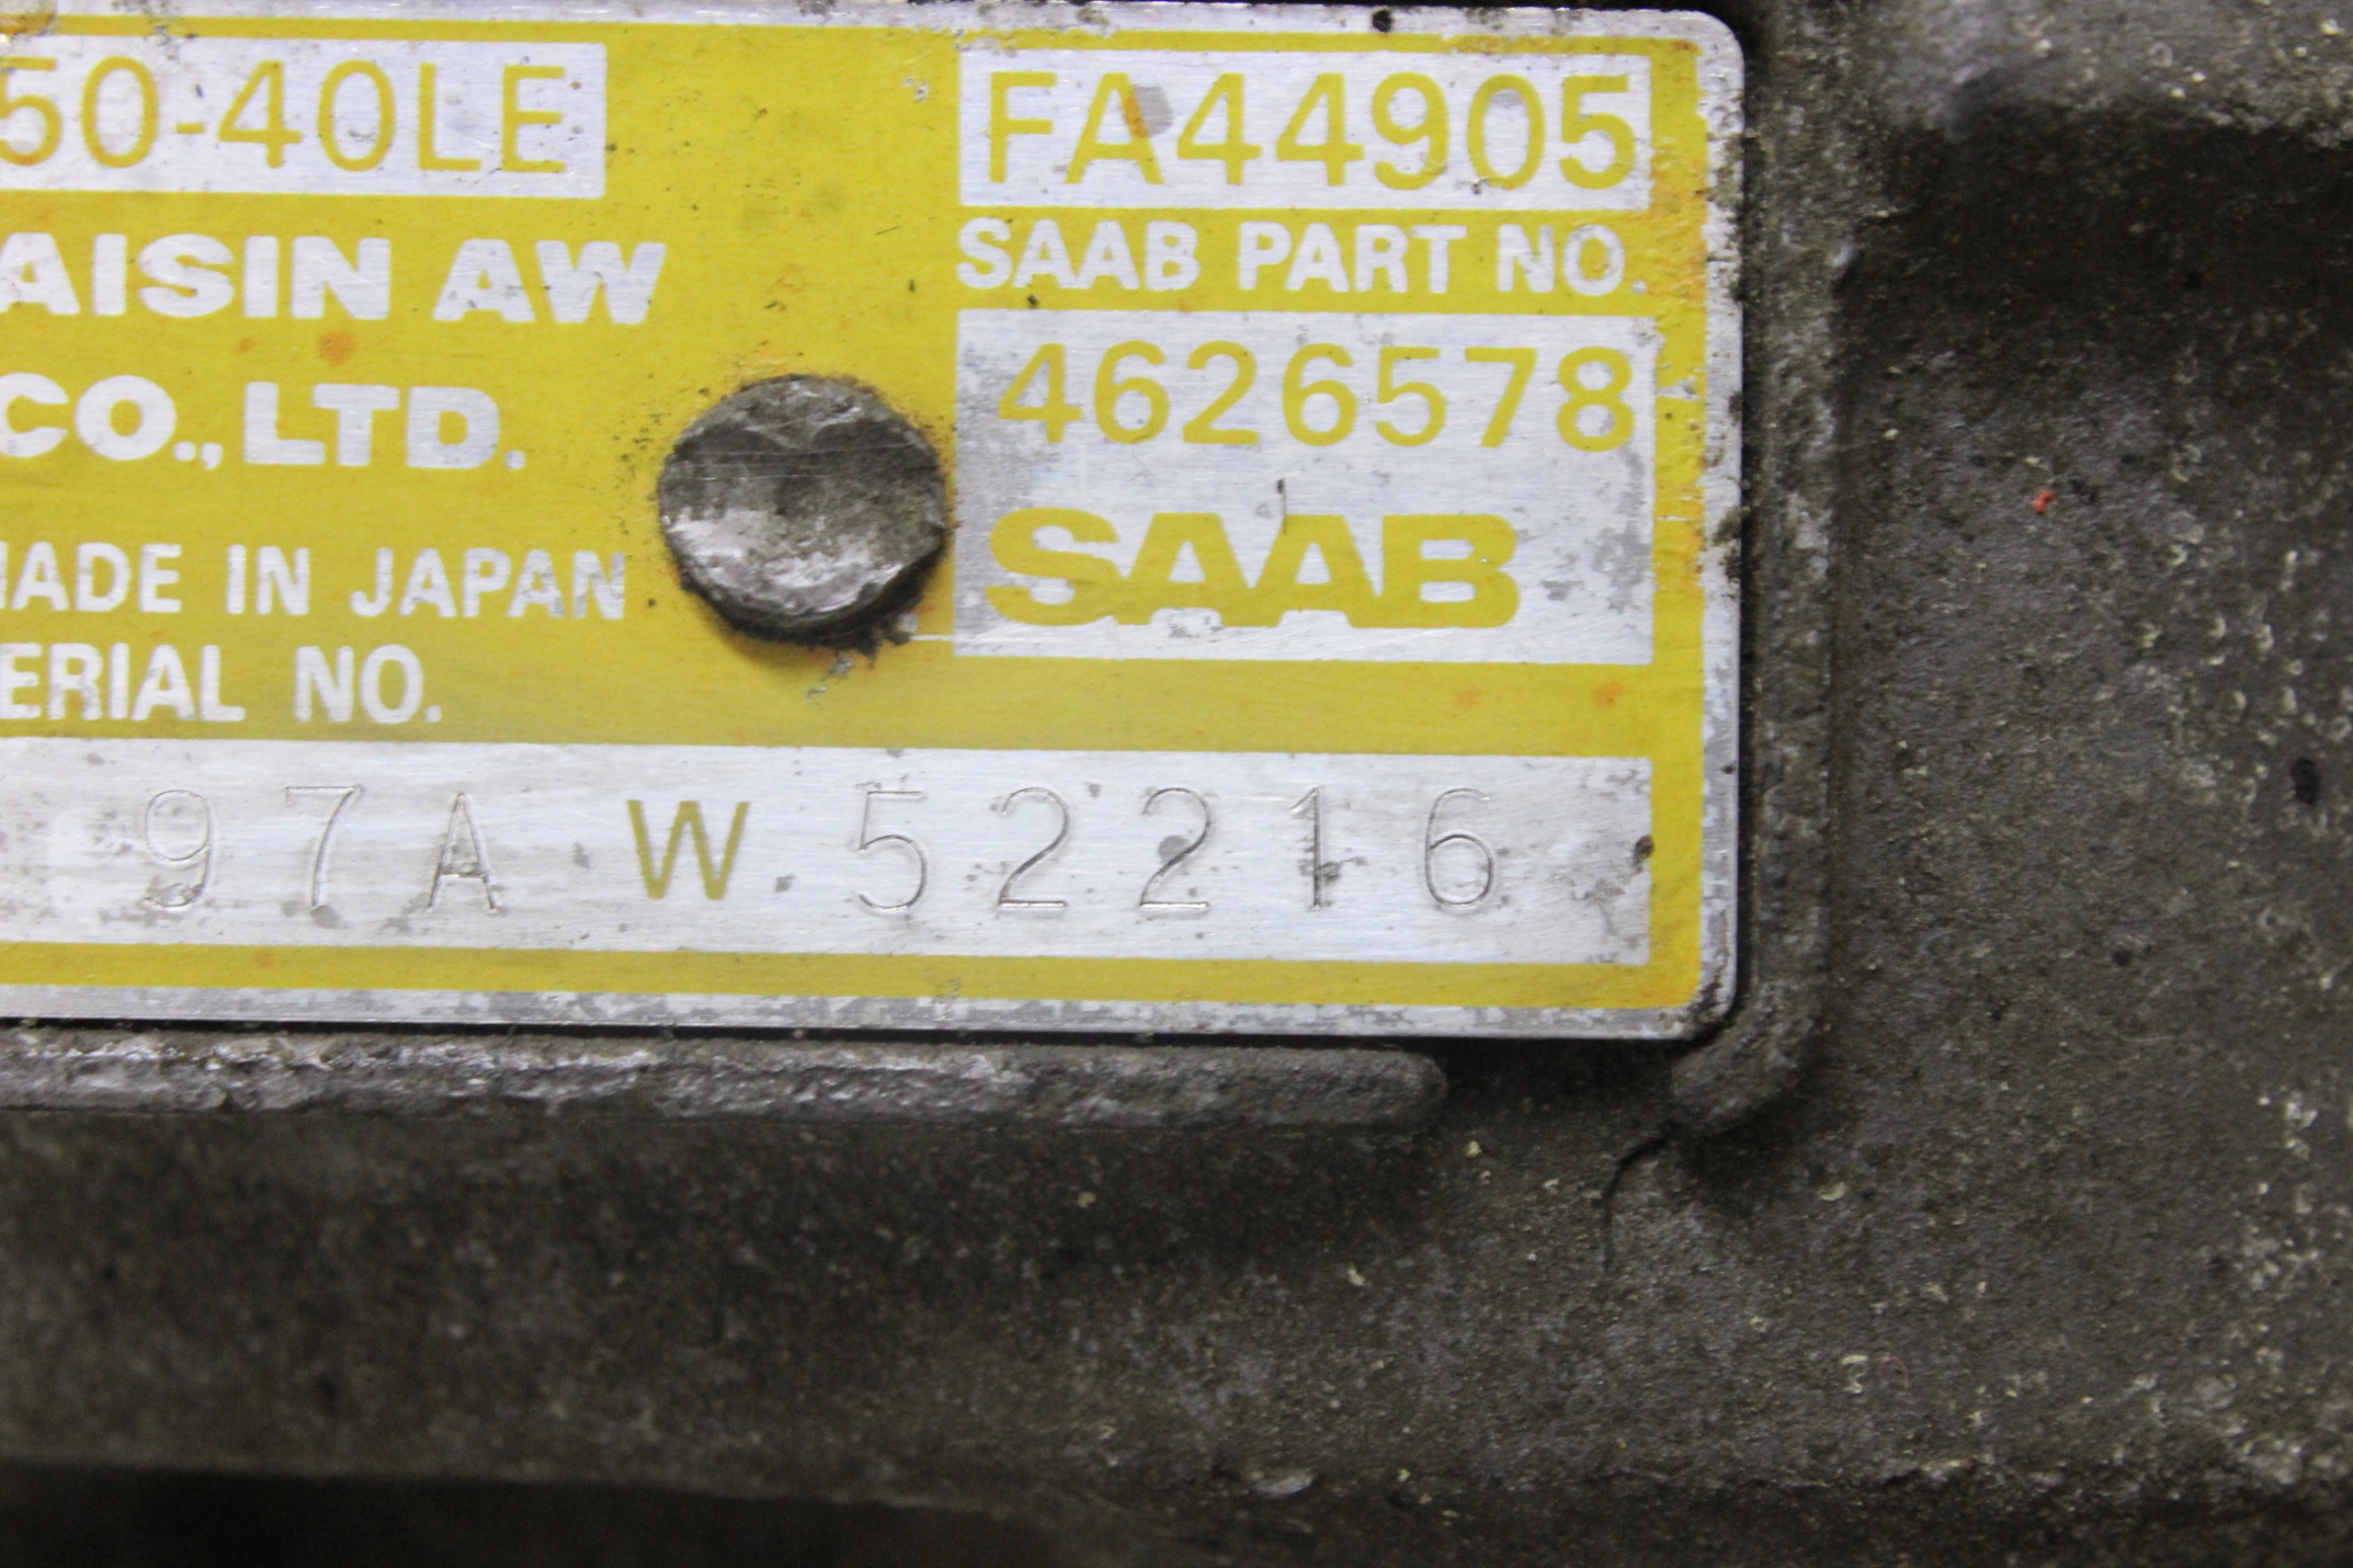 50-40LE
AISIN AW
CO., LTD.
MADE IN JAPAN
ERIAL NO.
97A W 52216
FA44905
SAAB PART NO.
4626578
SAAB